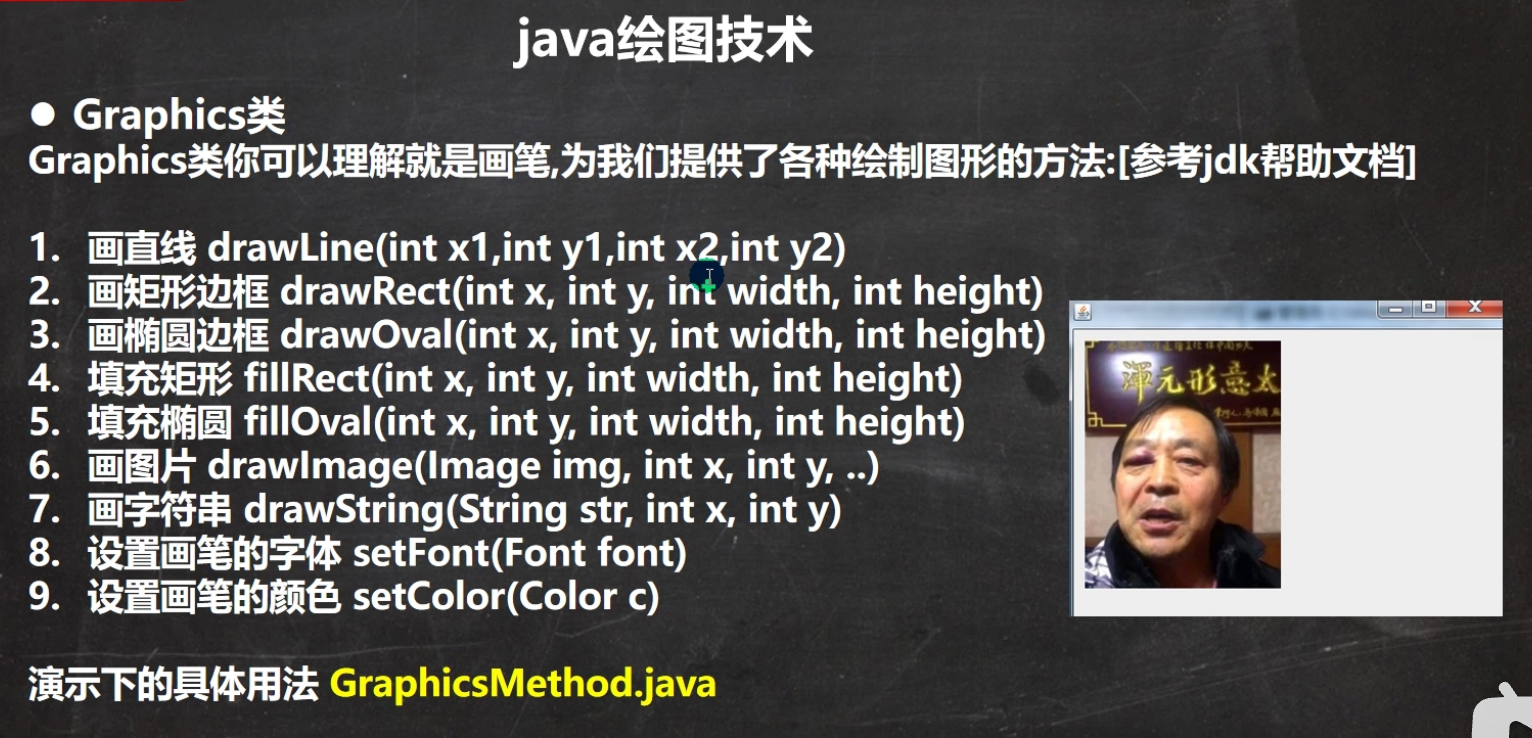 java绘图技术
● Graphics类
Graphics类你可以理解就是画笔,为我们提供了各种绘制图形的方法:[参考jdk帮助文档]
1. 画直线 drawLine(int x1,int y1,int x2,int y2)
2. 画矩形边框 drawRect(int x, int y, int width, int height)
3. 画椭圆边框 drawOval(int x, int y, int width, int height)
4. 填充矩形 fillRect(int x, int y, int width, int height)
5. 填充椭圆 fillOval(int x, int y, int width, int height)
6. 画图片 drawImage(Image img, int x, int y, ..)
7. 画字符串 drawString(String str, int x, int y)
8. 设置画笔的字体 setFont(Font font)
9. 设置画笔的颜色 setColor(Color c)
渾元形意太
演示下的具体用法 GraphicsMethod.java